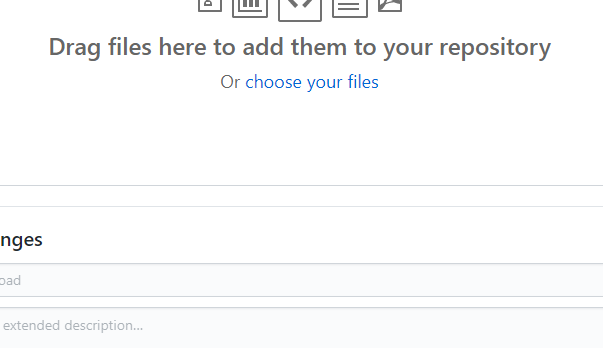 Drag files here to add them to your repository
Or choose your files
nges
oad
extended description...